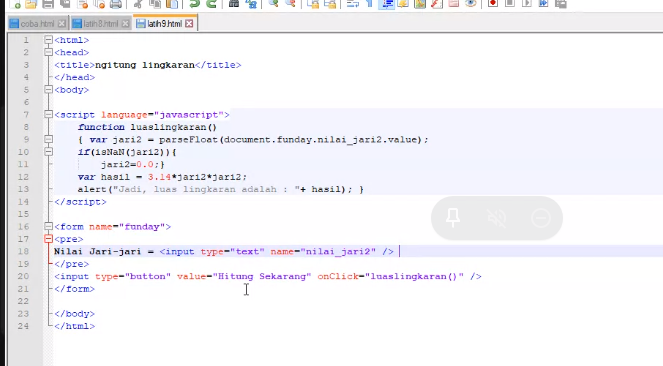 coba.html latih8.html latih9.html
1 <html>
2 <head>
3 <title>ngitung lingkaran</title>
4 </head>
5 <body>
6
7 <script language="javascript">
8 function luaslingkaran()
9 { var jari2 = parseFloat(document.funday.nilai_jari2.value);
10 if(isNaN(jari2)){
11 jari2=0.0;}
12 var hasil = 3.14*jari2*jari2;
13 alert("Jadi, luas lingkaran adalah : "+ hasil); }
14 </script>
15
16 <form name="funday">
17 <pre>
18 Nilai Jari-jari = <input type="text" name="nilai_jari2" />
19 </pre>
20 <input type="button" value="Hitung Sekarang" onClick="luaslingkaran()" />
21 </form>
22
23 </body>
24 </html>